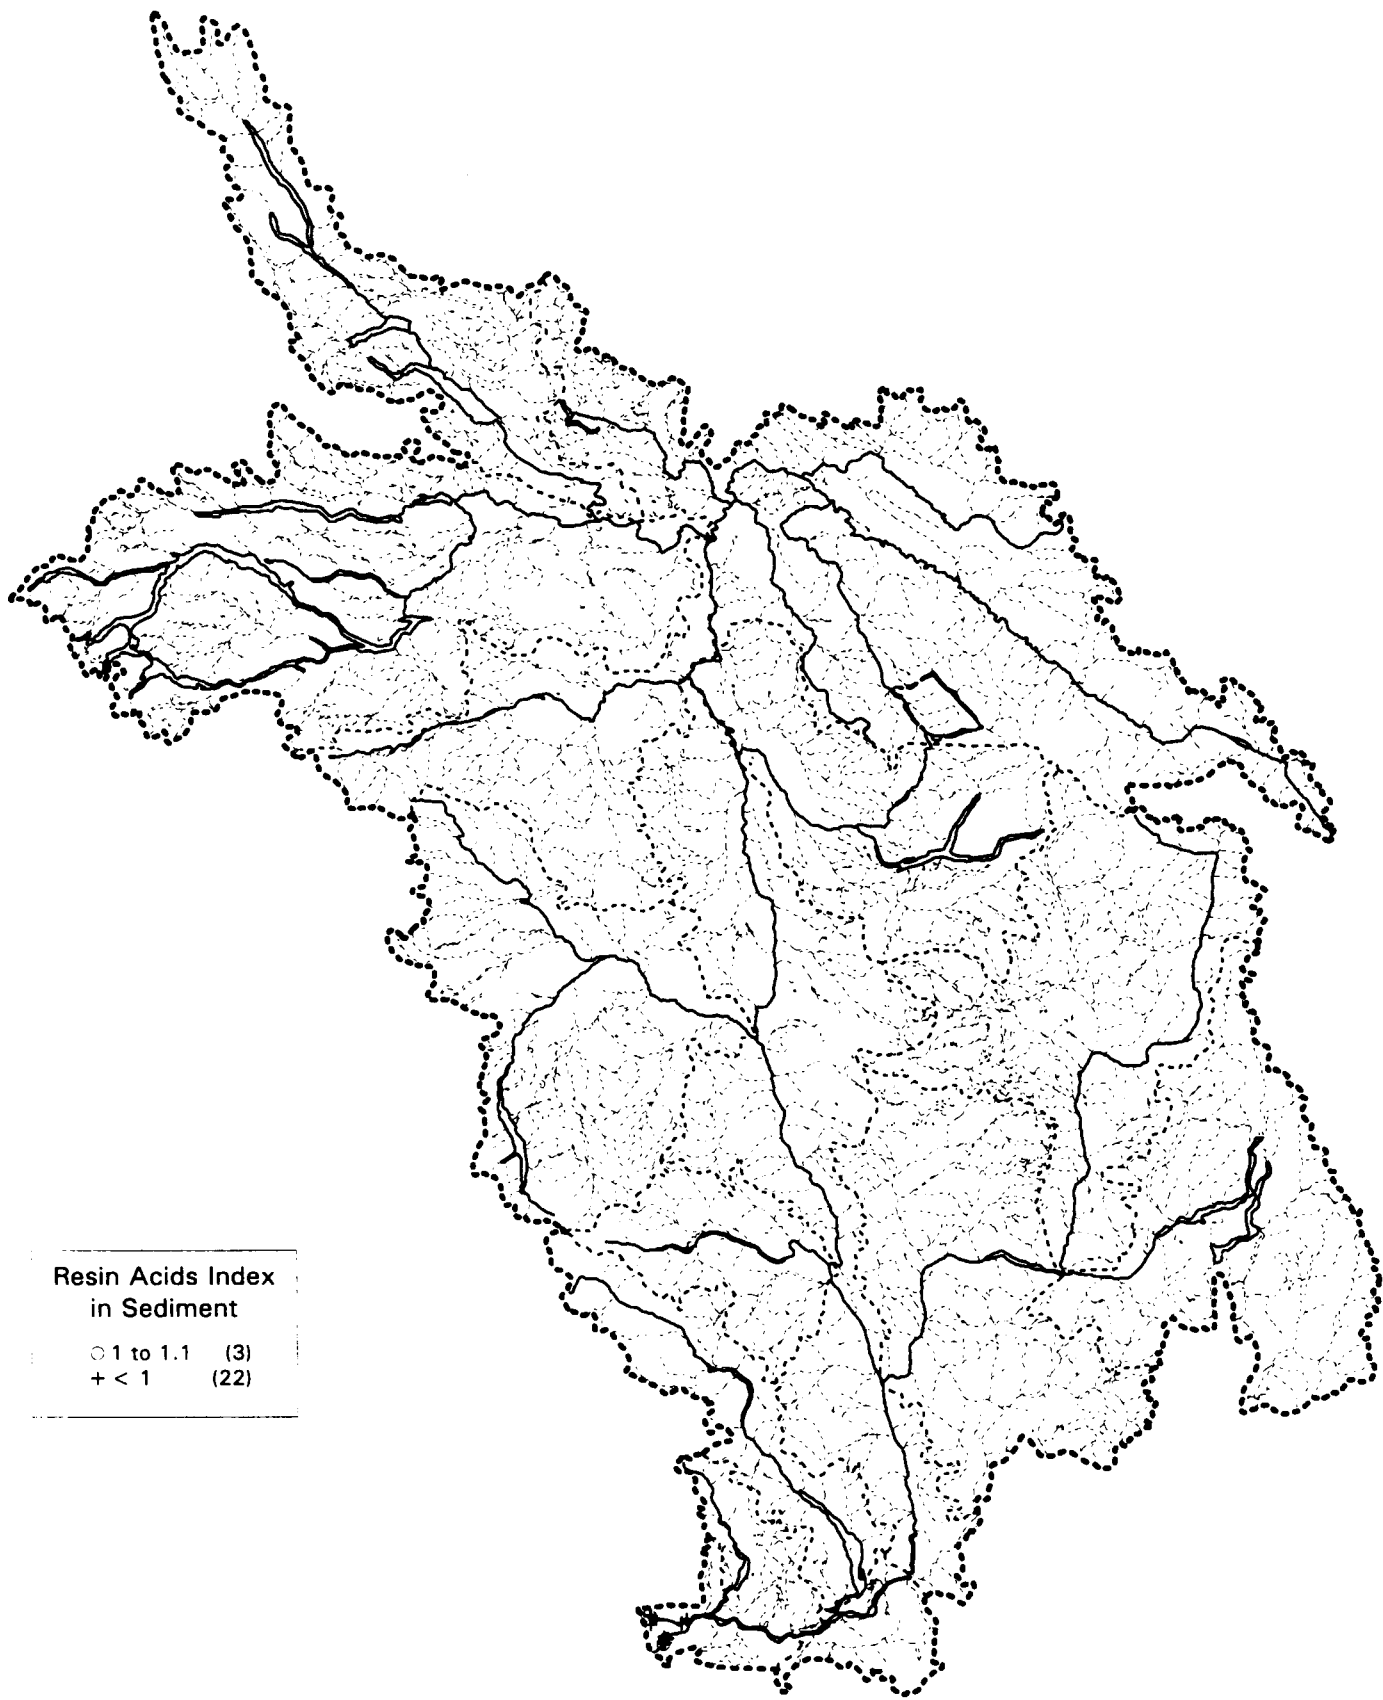 Resin Acids Index
in Sediment
○ 1 to 1.1 (3)
+ < 1 (22)